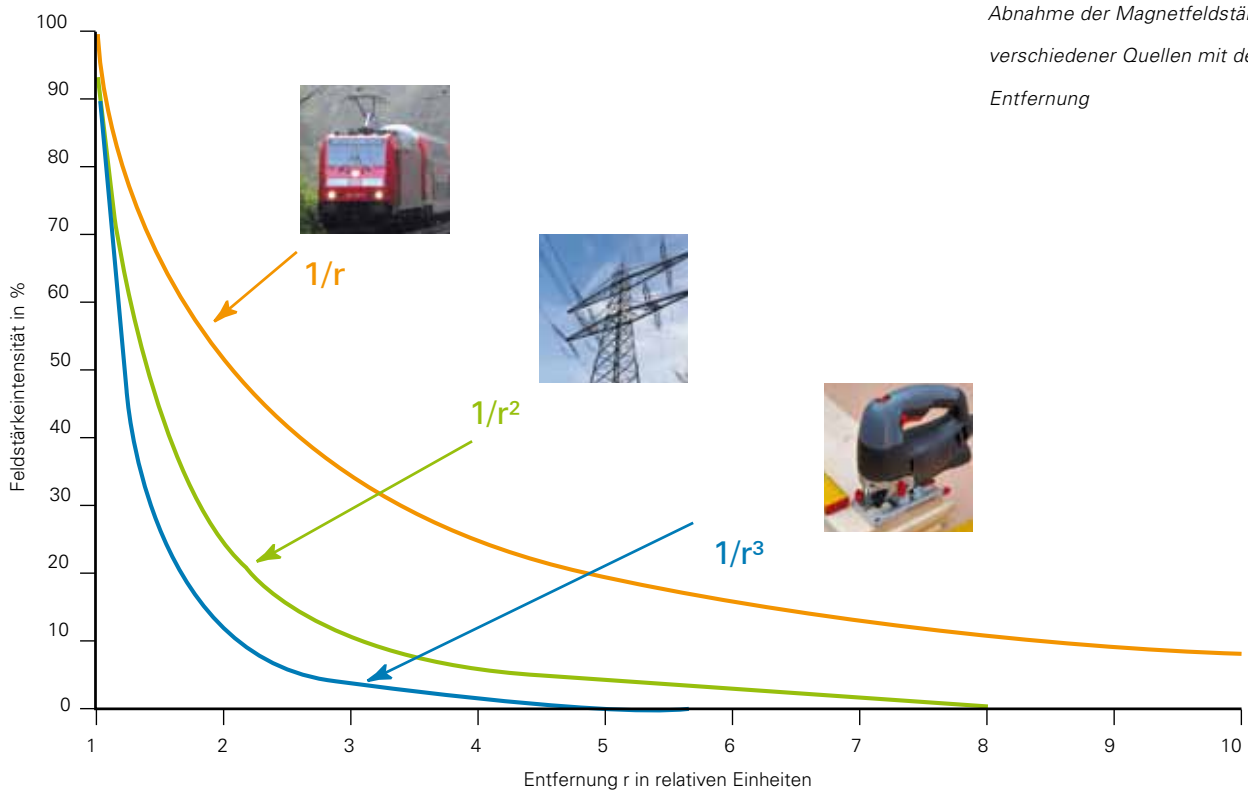 Abnahme der Magnetfeldstär
verschiedener Quellen mit de
Entfernung
Feldstärkeintensität in %
100
90
80
70
60
50
40
30
20
10
0
1/r
1/r²
1/r³
1 2 3 4 5 6 7 8 9 10
Entfernung r in relativen Einheiten